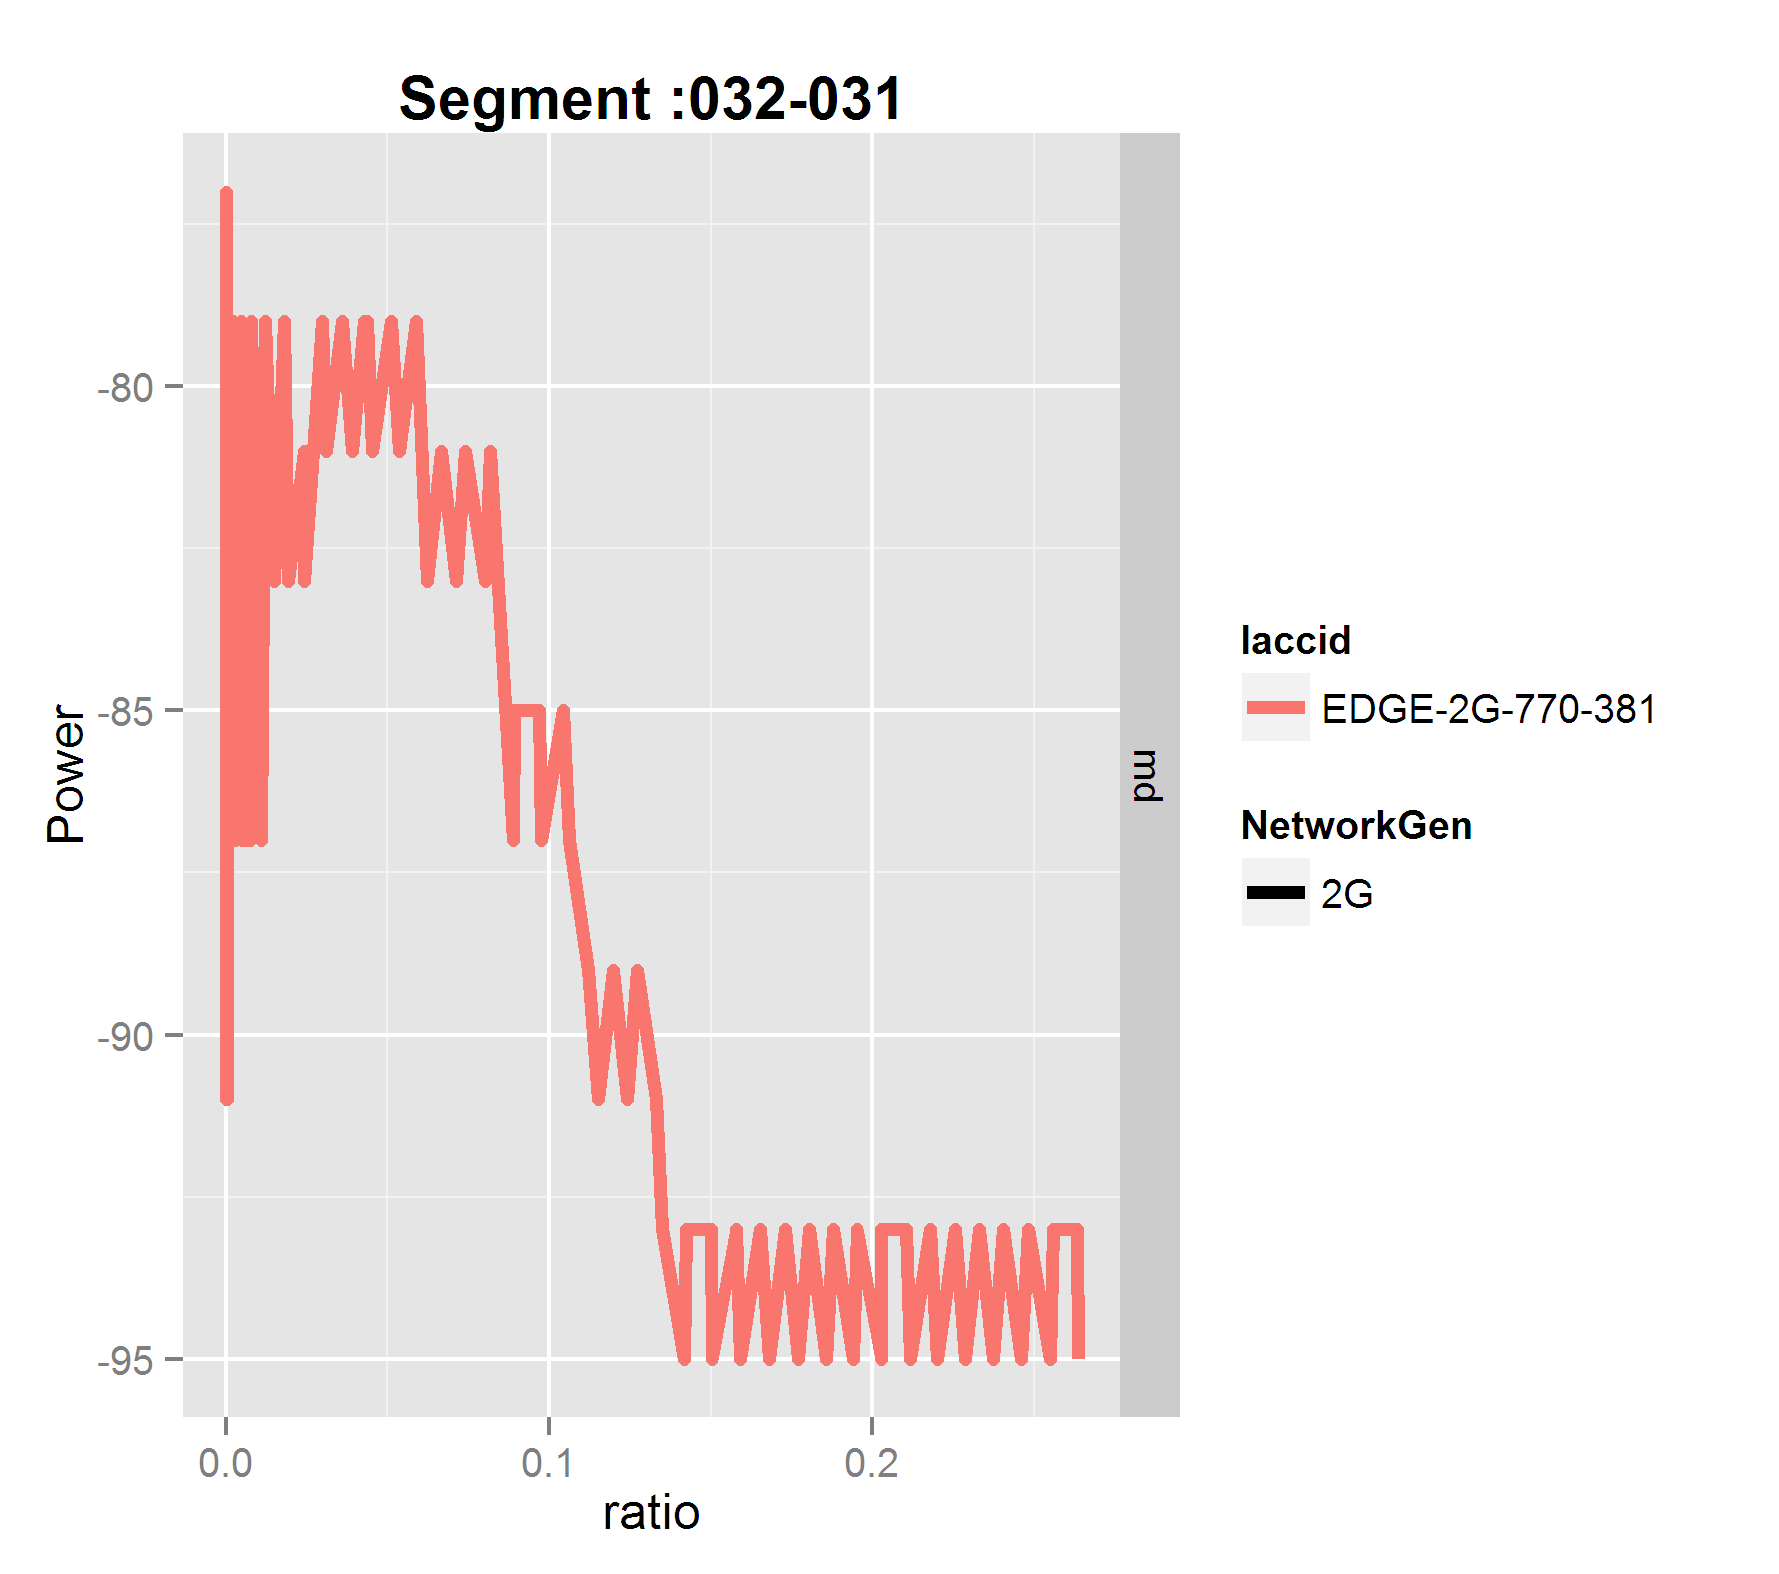 Segment :032-031
Power
-80
-85
-90
-95
0.0
0.1
0.2
ratio
md
laccid
EDGE-2G-770-381
NetworkGen
2G